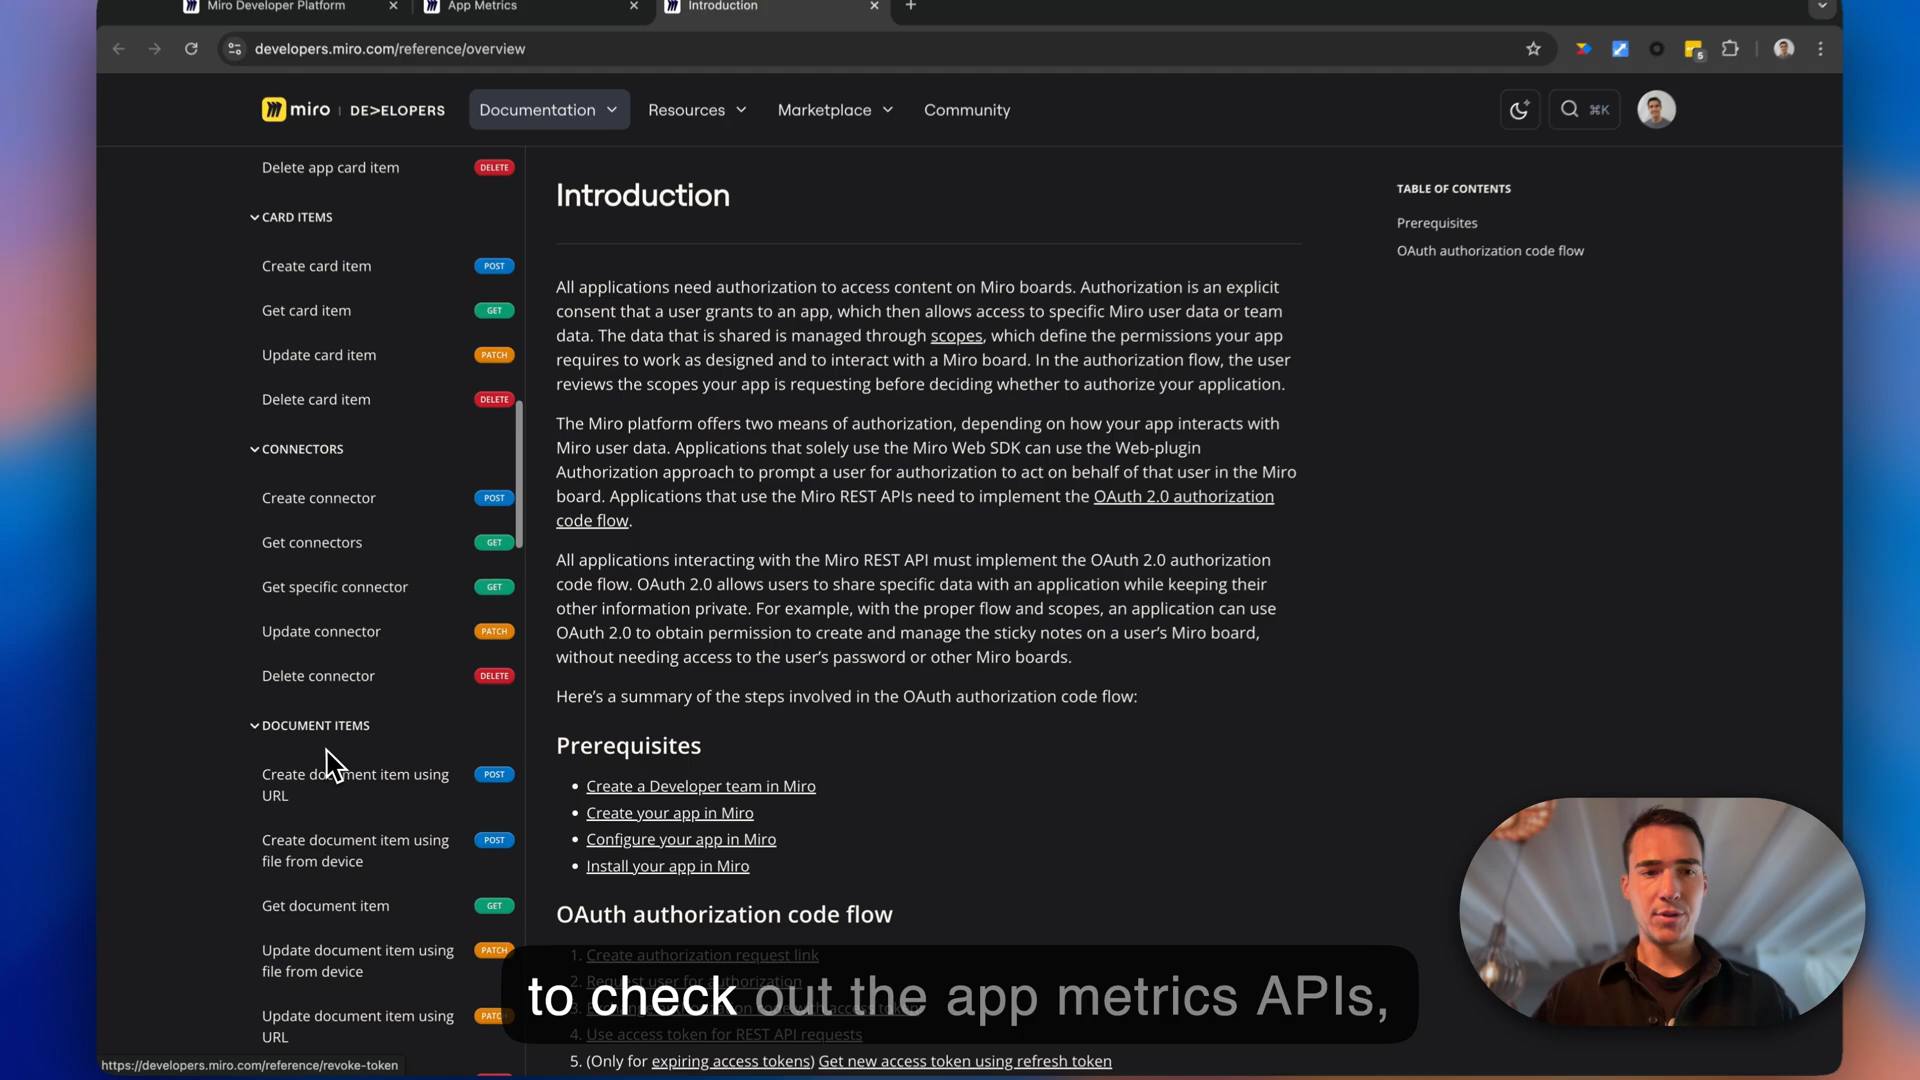 Miro Developer Platform
App Metrics
Introduction
developers.miro.com/reference/overview
5
miro | DE>ELOPERS
Documentation
Resources
Marketplace
Community
⌘K
Delete app card item DELETE
CARD ITEMS
Create card item POST
Get card item GET
Update card item PATCH
Delete card item DELETE
CONNECTORS
Create connector POST
Get connectors GET
Get specific connector GET
Update connector PATCH
Delete connector DELETE
DOCUMENT ITEMS
Create document item using POST
URL
Create document item using POST
file from device
Get document item GET
Update document item using PATCH
file from device
Update document item using
URL
https://developers.miro.com/reference/revoke-token
Introduction
All applications need authorization to access content on Miro boards. Authorization is an explicit
consent that a user grants to an app, which then allows access to specific Miro user data or team
data. The data that is shared is managed through scopes, which define the permissions your app
requires to work as designed and to interact with a Miro board. In the authorization flow, the user
reviews the scopes your app is requesting before deciding whether to authorize your application.
The Miro platform offers two means of authorization, depending on how your app interacts with
Miro user data. Applications that solely use the Miro Web SDK can use the Web-plugin
Authorization approach to prompt a user for authorization to act on behalf of that user in the Miro
board. Applications that use the Miro REST APIs need to implement the OAuth 2.0 authorization
code flow.
All applications interacting with the Miro REST API must implement the OAuth 2.0 authorization
code flow. OAuth 2.0 allows users to share specific data with an application while keeping their
other information private. For example, with the proper flow and scopes, an application can use
OAuth 2.0 to obtain permission to create and manage the sticky notes on a user's Miro board,
without needing access to the user's password or other Miro boards.
Here's a summary of the steps involved in the OAuth authorization code flow:
Prerequisites
• Create a Developer team in Miro
• Create your app in Miro
• Configure your app in Miro
• Install your app in Miro
OAuth authorization code flow
1. Create authorization request link
2. Request user for authorization
to check out the app metrics APIs,
4. Use access token for REST API requests
5. (Only for expiring access tokens) Get new access token using refresh token
TABLE OF CONTENTS
Prerequisites
OAuth authorization code flow